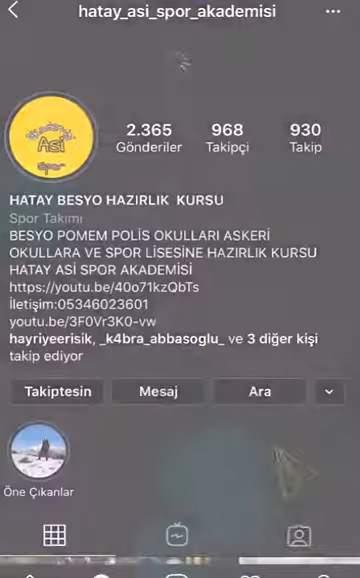 hatay_asi_spor_akademisi
Asi
spor
2.365 968 930
Gönderiler Takipçi Takip
HATAY BESYO HAZIRLIK KURSU
Spor Takımı
BESYO POMEM POLİS OKULLARI ASKERİ
OKULLARA VE SPOR LİSESİNE HAZIRLIK KURSU
HATAY ASİ SPOR AKADEMİSİ
https://youtu.be/40o71kzQbTs
İletişim:05346023601
youtu.be/3F0Vr3K0-vw
hayriyeerisik, _k4bra_abbasoglu_ ve 3 diğer kişi
takip ediyor
Takiptesin Mesaj Ara
Öne Çıkanlar